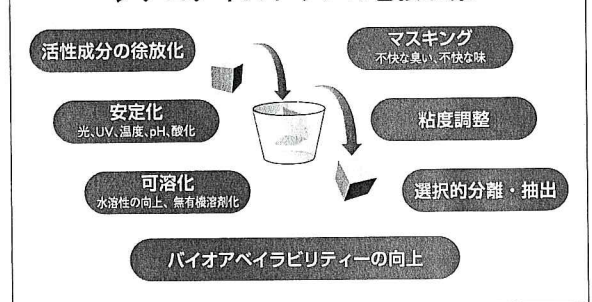 活性成分の徐放化
マスキング
不快な臭い、不快な味
安定化
光、UV、温度、pH、酸化
粘度調整
可溶化
水溶性の向上、無有機溶剤化
選択的分離・抽出
バイオアベイラビリティーの向上